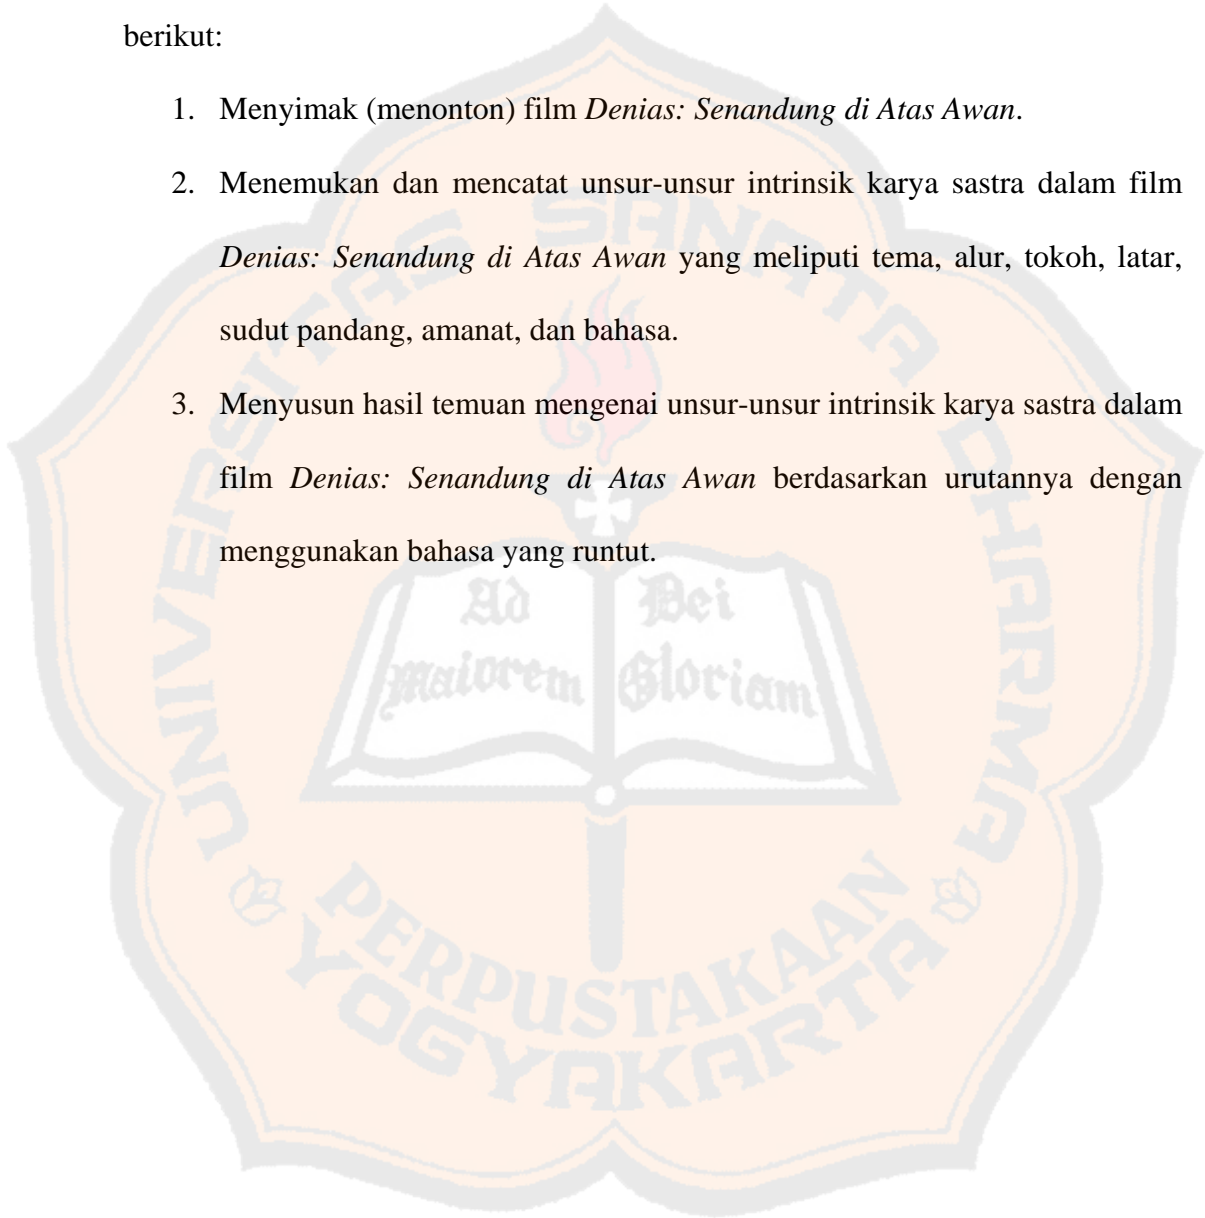 berikut:
1. Menyimak (menonton) film Denias: Senandung di Atas Awan.
2. Menemukan dan mencatat unsur-unsur intrinsik karya sastra dalam film
Denias: Senandung di Atas Awan yang meliputi tema, alur, tokoh, latar,
sudut pandang, amanat, dan bahasa.
3. Menyusun hasil temuan mengenai unsur-unsur intrinsik karya sastra dalam
film Denias: Senandung di Atas Awan berdasarkan urutannya dengan
menggunakan bahasa yang runtut.
UNIVERSITAS SANATA DHARMA
Ad Dei
maiorem Gloriam
PERPUSTAKAAN
YOGYAKARTA